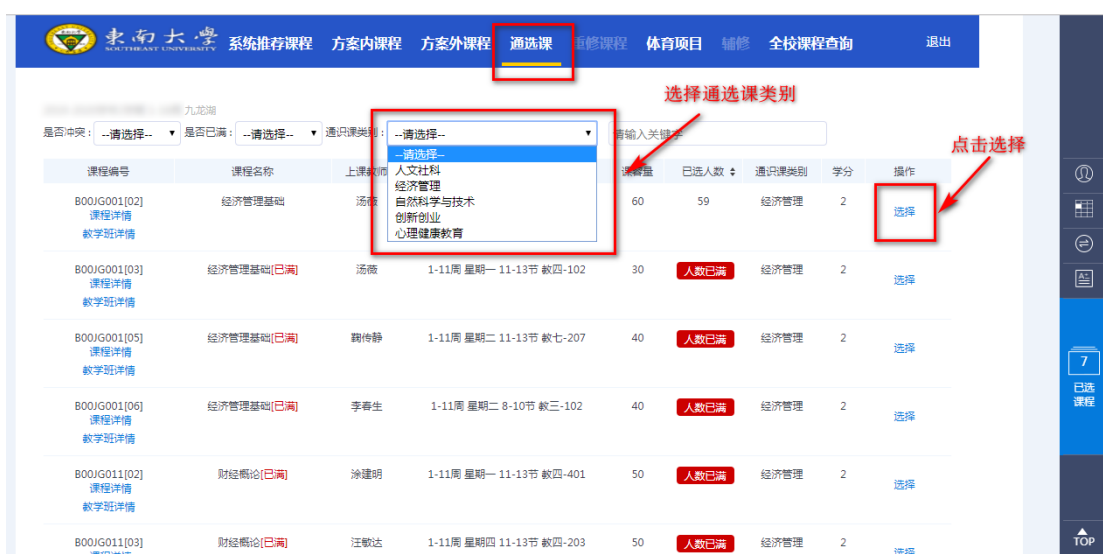 東南大學
SOUTHEAST UNIVERSITY
系统推荐课程 方案内课程 方案外课程 通选课 重修课程 体育项目 辅修 全校课程查询 退出
选择通选课类别
九龙湖
是否冲突： --请选择-- 是否已满： --请选择-- 通识课类别： --请选择-- 请输入关键字
点击选择
--请选择--
人文社科
经济管理
自然科学与技术
创新创业
心理健康教育
课程编号 课程名称 上课教师 课容量 已选人数 通识课类别 学分 操作
B00JG001[02] 经济管理基础 汤薇 60 59 经济管理 2 选择
课程详情
教学班详情
B00JG001[03] 经济管理基础[已满] 汤薇 1-11周 星期一 11-13节 教四-102 30 人数已满 经济管理 2 选择
课程详情
教学班详情
B00JG001[05] 经济管理基础[已满] 鞠传静 1-11周 星期二 11-13节 教七-207 40 人数已满 经济管理 2 选择
课程详情
教学班详情
B00JG001[06] 经济管理基础[已满] 李春生 1-11周 星期二 8-10节 教三-102 40 人数已满 经济管理 2 选择
课程详情
教学班详情
B00JG011[02] 财经概论[已满] 涂建明 1-11周 星期一 11-13节 教四-401 50 人数已满 经济管理 2 选择
课程详情
教学班详情
B00JG011[03] 财经概论[已满] 汪敏达 1-11周 星期四 11-13节 教四-203 50 人数已满 经济管理 2 选择
课程详情
7
已选
课程
TOP